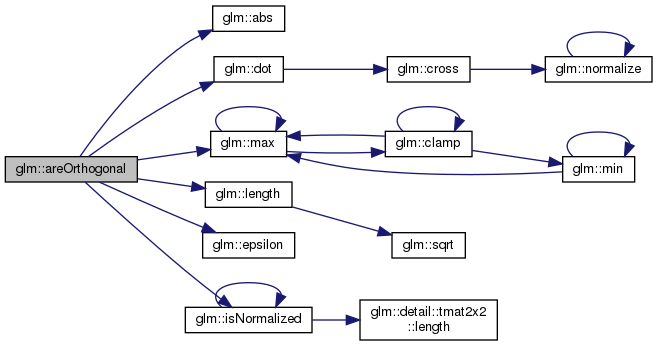 glm::abs
glm::dot
glm::cross
glm::normalize
glm::max
glm::clamp
glm::areOrthogonal
glm::min
glm::length
glm::epsilon
glm::sqrt
glm::isNormalized
glm::detail::tmat2x2
::length